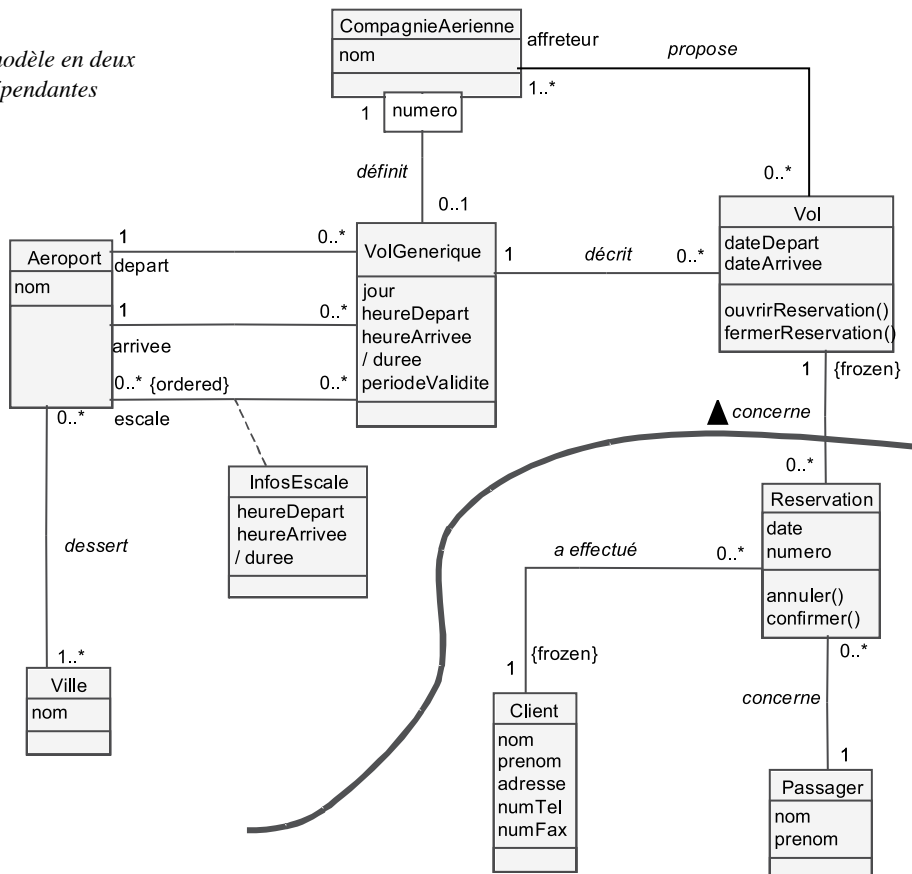 odèle en deux
pendantes
CompagnieAerienne
nom
affreteur
propose
1..*
1
numero
définit
0..1
0..*
Vol
dateDepart
dateArrivee
ouvrirReservation()
fermerReservation()
Aeroport
nom
1
depart
0..*
1
arrivee
0..*
0..* {ordered}
escale
0..*
VolGenerique
jour
heureDepart
heureArrivee
/ duree
periodeValidite
1
décrit
0..*
1
{frozen}
concerne
0..*
0..*
dessert
1..*
InfosEscale
heureDepart
heureArrivee
/ duree
Reservation
date
numero
annuler()
confirmer()
a effectué
0..*
{frozen}
1
0..*
concerne
1
Ville
nom
Client
nom
prenom
adresse
numTel
numFax
Passager
nom
prenom